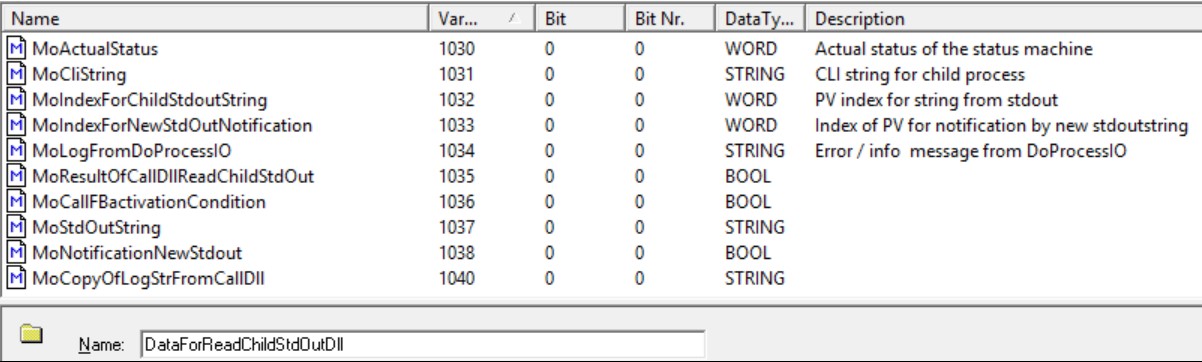 Name Var... Bit Bit Nr. DataTy... Description
MoActualStatus 1030 0 0 WORD Actual status of the status machine
MoCliString 1031 0 0 STRING CLI string for child process
MoIndexForChildStdoutString 1032 0 0 WORD PV index for string from stdout
MoIndexForNewStdOutNotification 1033 0 0 WORD Index of PV for notification by new stdoutstring
MoLogFromDoProcessIO 1034 0 0 STRING Error / info  message from DoProcessIO
MoResultOfCallDllReadChildStdOut 1035 0 0 BOOL
MoCallFBactivationCondition 1036 0 0 BOOL
MoStdOutString 1037 0 0 STRING
MoNotificationNewStdout 1038 0 0 BOOL
MoCopyOfLogStrFromCallDll 1040 0 0 STRING
Name: DataForReadChildStdOutDll